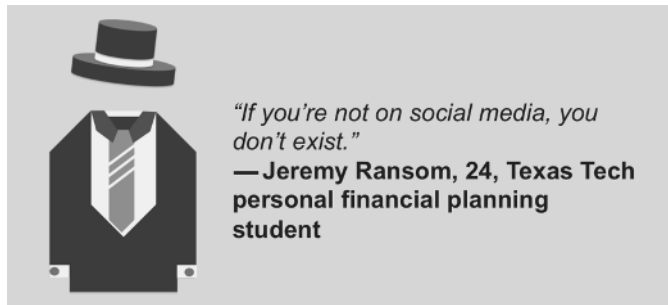 “If you’re not on social media, you
don’t exist.”
— Jeremy Ransom, 24, Texas Tech
personal financial planning
student